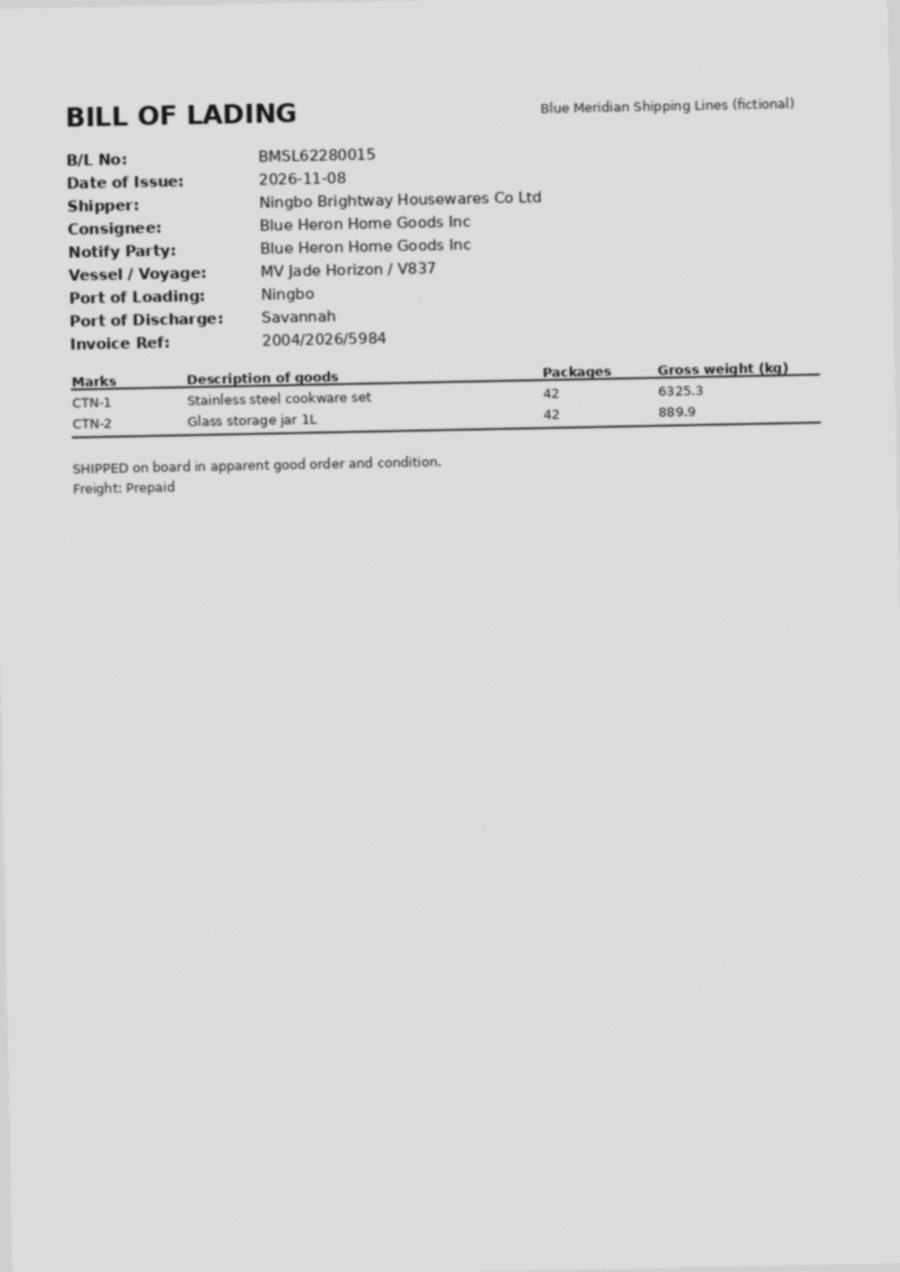 BILL OF LADING
Blue Meridian Shipping Lines (fictional)
B/L No: BMSL62280015
Date of Issue: 2026-11-08
Shipper: Ningbo Brightway Housewares Co Ltd
Consignee: Blue Heron Home Goods Inc
Notify Party: Blue Heron Home Goods Inc
Vessel / Voyage: MV Jade Horizon / V837
Port of Loading: Ningbo
Port of Discharge: Savannah
Invoice Ref: 2004/2026/5984
Marks Description of goods Packages Gross weight (kg)
CTN-1 Stainless steel cookware set 42 6325.3
CTN-2 Glass storage jar 1L 42 889.9
SHIPPED on board in apparent good order and condition.
Freight: Prepaid